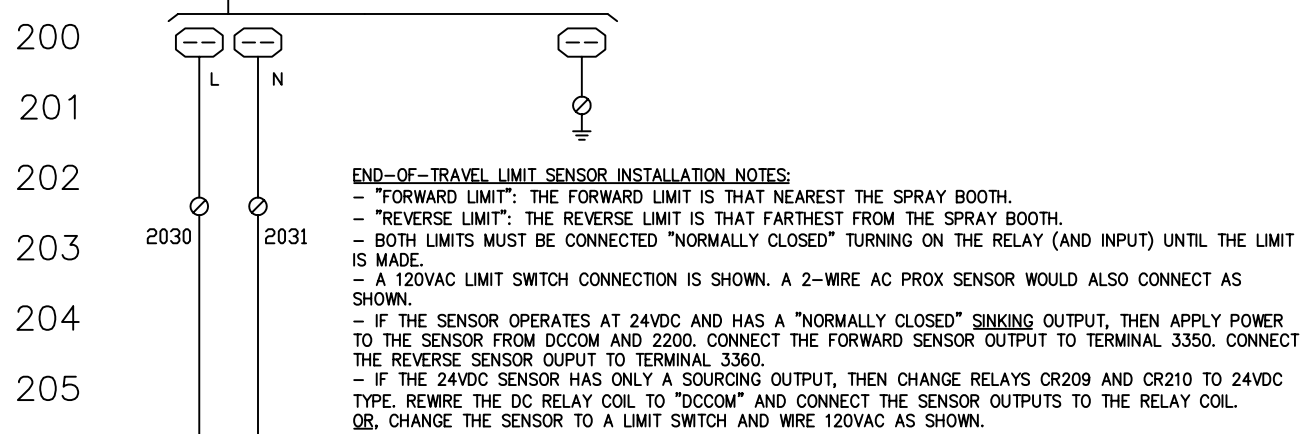 200
L N
201
202
END-OF-TRAVEL LIMIT SENSOR INSTALLATION NOTES:
- "FORWARD LIMIT": THE FORWARD LIMIT IS THAT NEAREST THE SPRAY BOOTH.
- "REVERSE LIMIT": THE REVERSE LIMIT IS THAT FARTHEST FROM THE SPRAY BOOTH.
203
2030 2031
- BOTH LIMITS MUST BE CONNECTED "NORMALLY CLOSED" TURNING ON THE RELAY (AND INPUT) UNTIL THE LIMIT
IS MADE.
- A 120VAC LIMIT SWITCH CONNECTION IS SHOWN. A 2-WIRE AC PROX SENSOR WOULD ALSO CONNECT AS
SHOWN.
204
- IF THE SENSOR OPERATES AT 24VDC AND HAS A "NORMALLY CLOSED" SINKING OUTPUT, THEN APPLY POWER
TO THE SENSOR FROM DCCOM AND 2200. CONNECT THE FORWARD SENSOR OUTPUT TO TERMINAL 3350. CONNECT
THE REVERSE SENSOR OUPUT TO TERMINAL 3360.
205
- IF THE 24VDC SENSOR HAS ONLY A SOURCING OUTPUT, THEN CHANGE RELAYS CR209 AND CR210 TO 24VDC
TYPE. REWIRE THE DC RELAY COIL TO "DCCOM" AND CONNECT THE SENSOR OUTPUTS TO THE RELAY COIL.
OR, CHANGE THE SENSOR TO A LIMIT SWITCH AND WIRE 120VAC AS SHOWN.